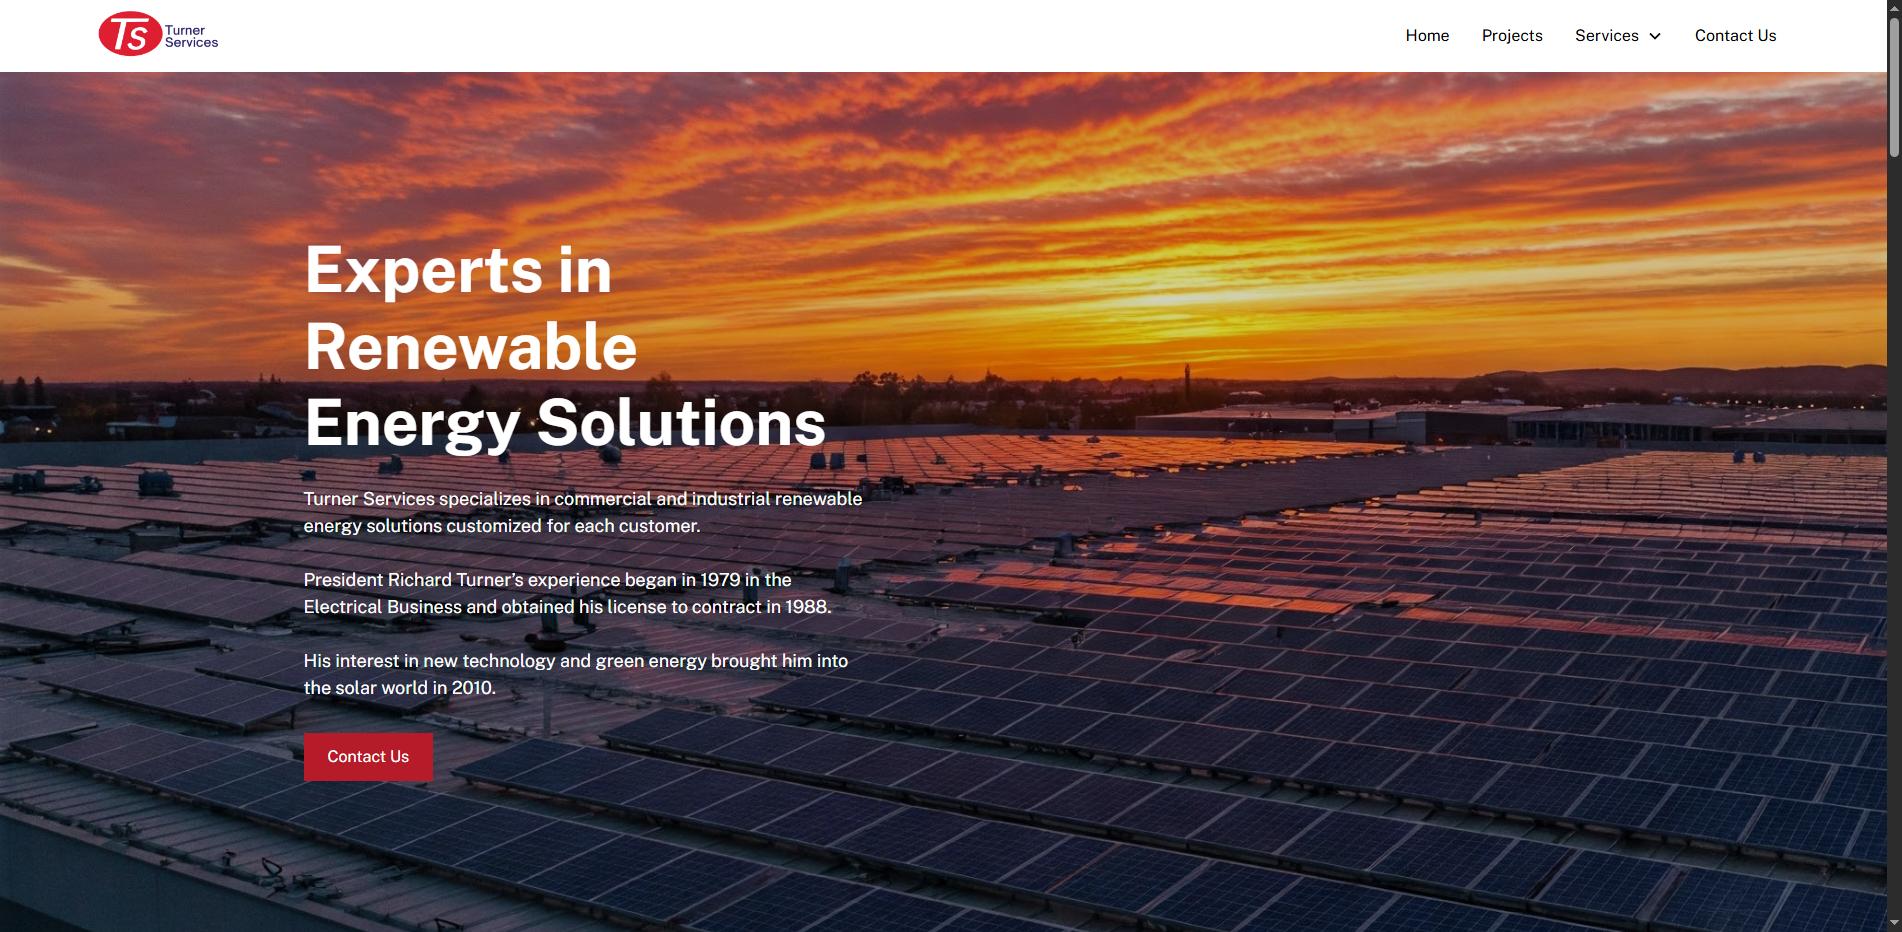 Ts Turner
Services
Home Projects Services Contact Us
Experts in
Renewable
Energy Solutions
Turner Services specializes in commercial and industrial renewable
energy solutions customized for each customer.
President Richard Turner’s experience began in 1979 in the
Electrical Business and obtained his license to contract in 1988.
His interest in new technology and green energy brought him into
the solar world in 2010.
Contact Us